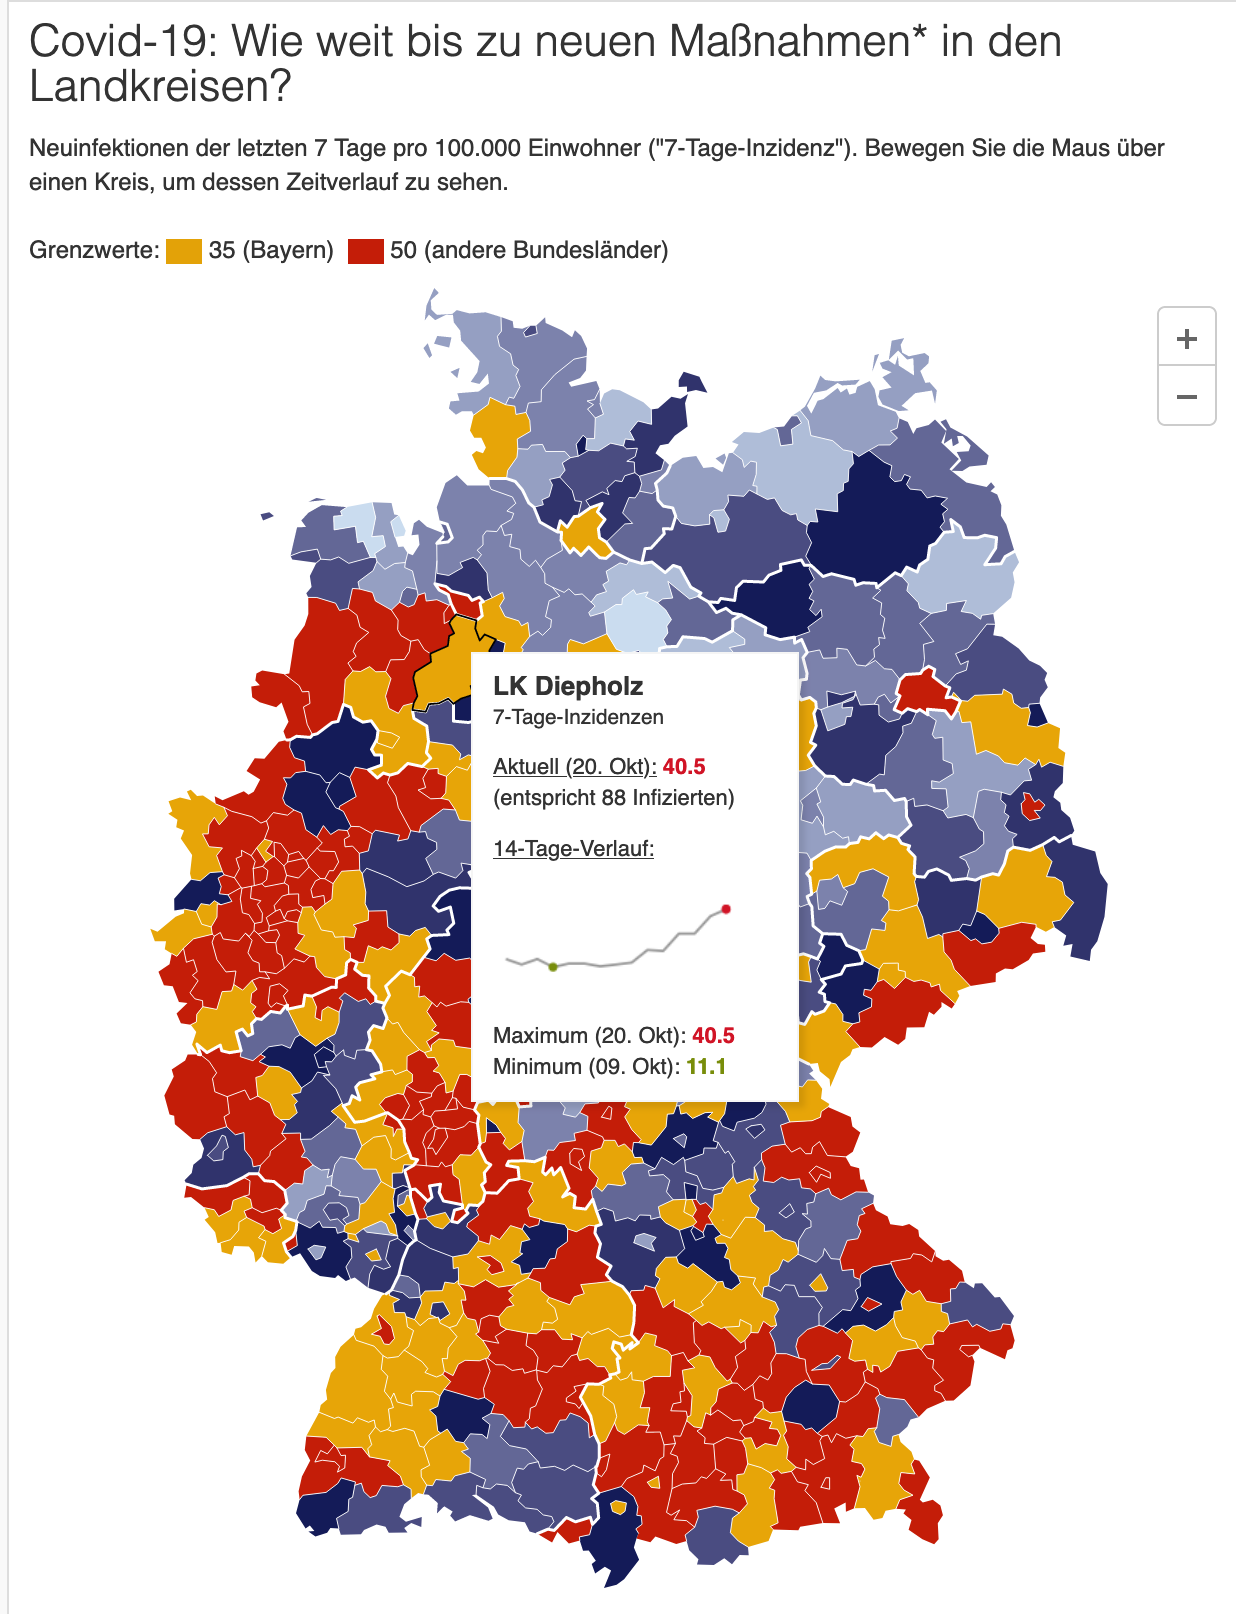 Covid-19: Wie weit bis zu neuen Maßnahmen* in den
Landkreisen?
Neuinfektionen der letzten 7 Tage pro 100.000 Einwohner ("7-Tage-Inzidenz"). Bewegen Sie die Maus über
einen Kreis, um dessen Zeitverlauf zu sehen.
Grenzwerte: 35 (Bayern) 50 (andere Bundesländer)
+
−
LK Diepholz
7-Tage-Inzidenzen
Aktuell (20. Okt): 40.5
(entspricht 88 Infizierten)
14-Tage-Verlauf:
Maximum (20. Okt): 40.5
Minimum (09. Okt): 11.1